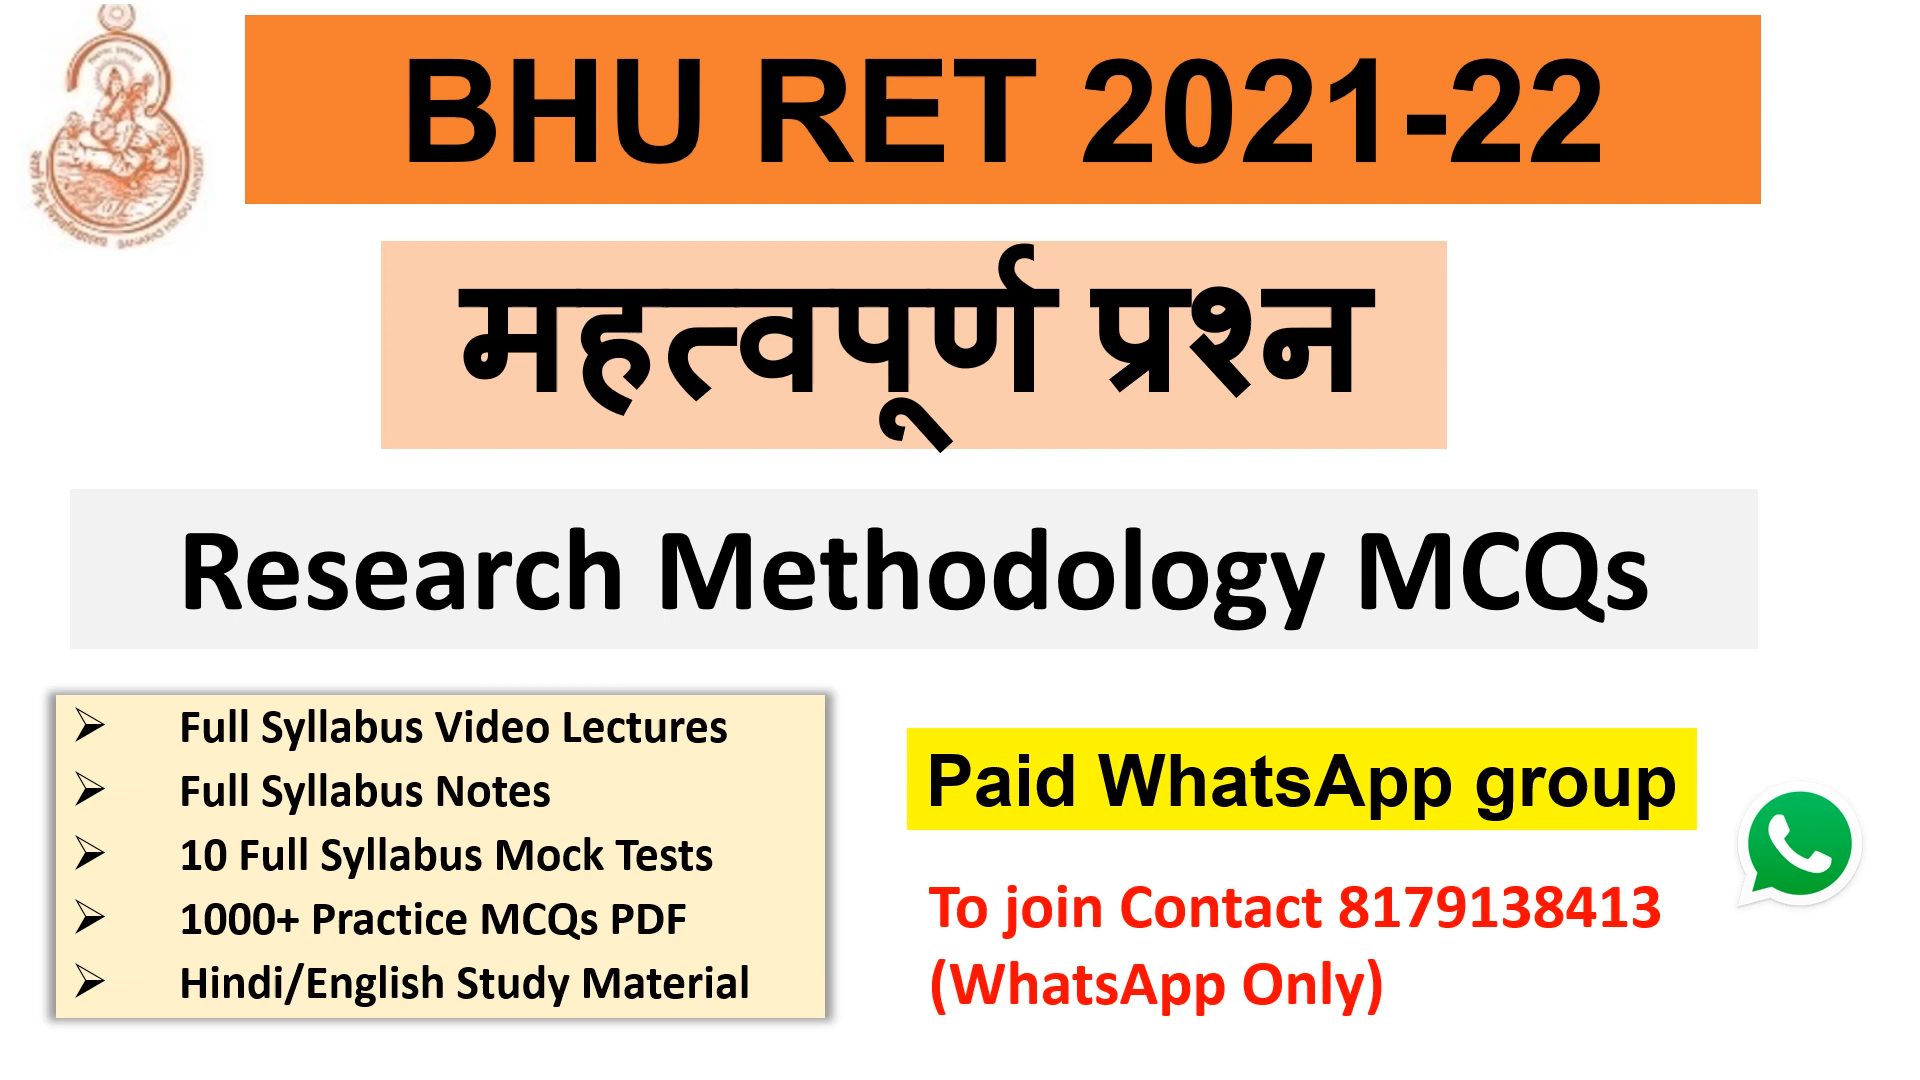 BHU RET 2021-22
महत्वपूर्ण प्रश्न
Research Methodology MCQs
Full Syllabus Video Lectures
Full Syllabus Notes
10 Full Syllabus Mock Tests
1000+ Practice MCQs PDF
Hindi/English Study Material
Paid WhatsApp group
To join Contact 8179138413
(WhatsApp Only)